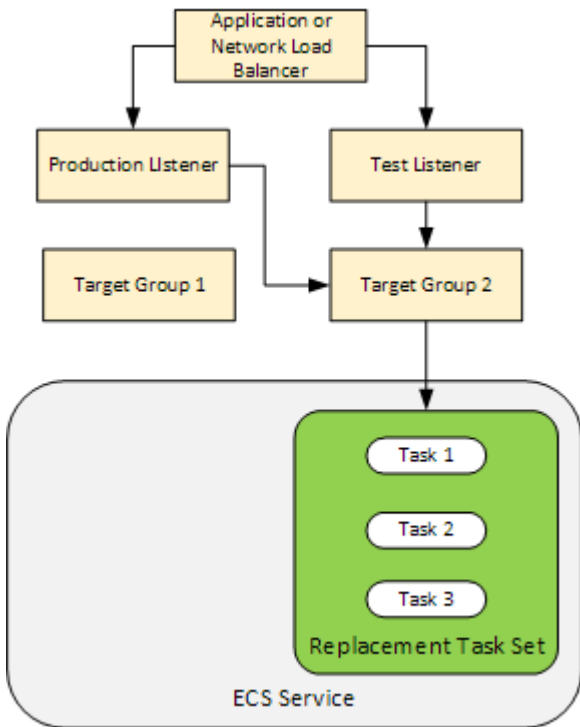 Application or
Network Load
Balancer
Production Listener
Test Listener
Target Group 1
Target Group 2
Task 1
Task 2
Task 3
Replacement Task Set
ECS Service